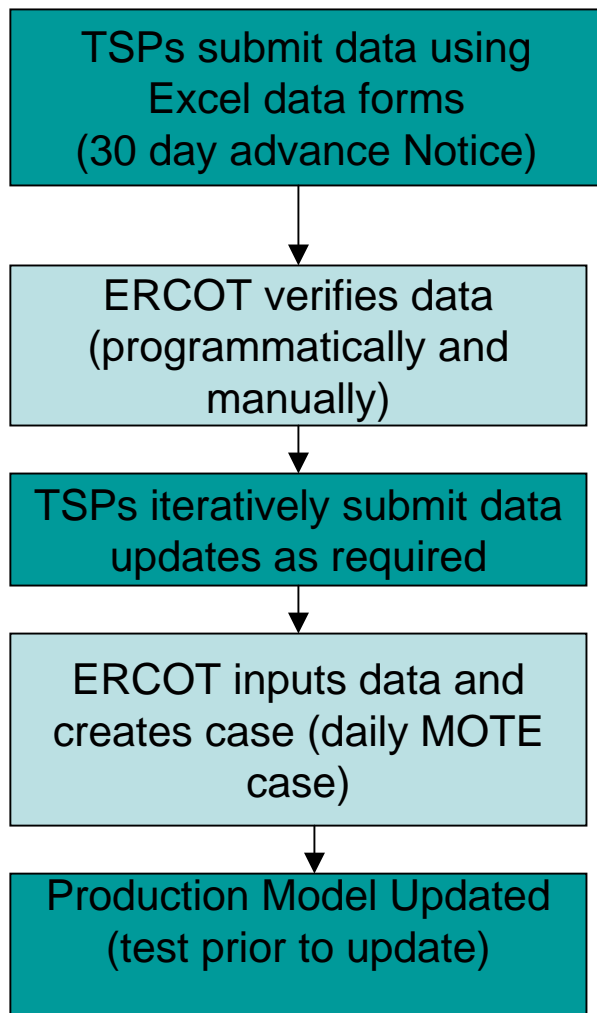 TSPs submit data using
Excel data forms
(30 day advance Notice)
ERCOT verifies data
(programmatically and
manually)
TSPs iteratively submit data
updates as required
ERCOT inputs data and
creates case (daily MOTE
case)
Production Model Updated
(test prior to update)